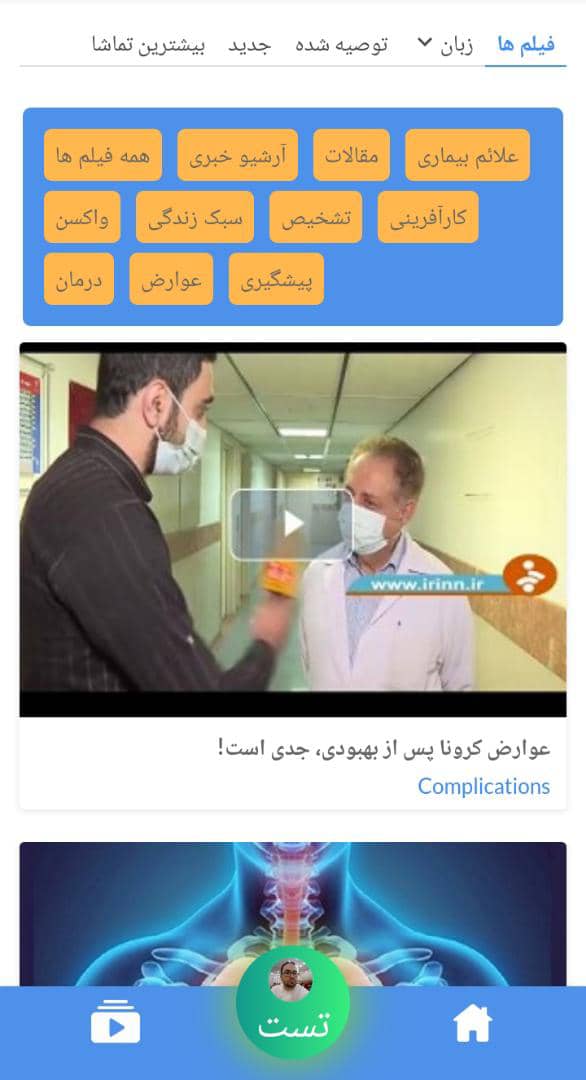 فیلم ها زبان توصیه شده جدید بیشترین تماشا
علائم بیماری مقالات آرشیو خبری همه فیلم ها
کارآفرینی تشخیص سبک زندگی واکسن
پیشگیری عوارض درمان
www.irinn.ir
عوارض کرونا پس از بهبودی، جدی است!
Complications
تست